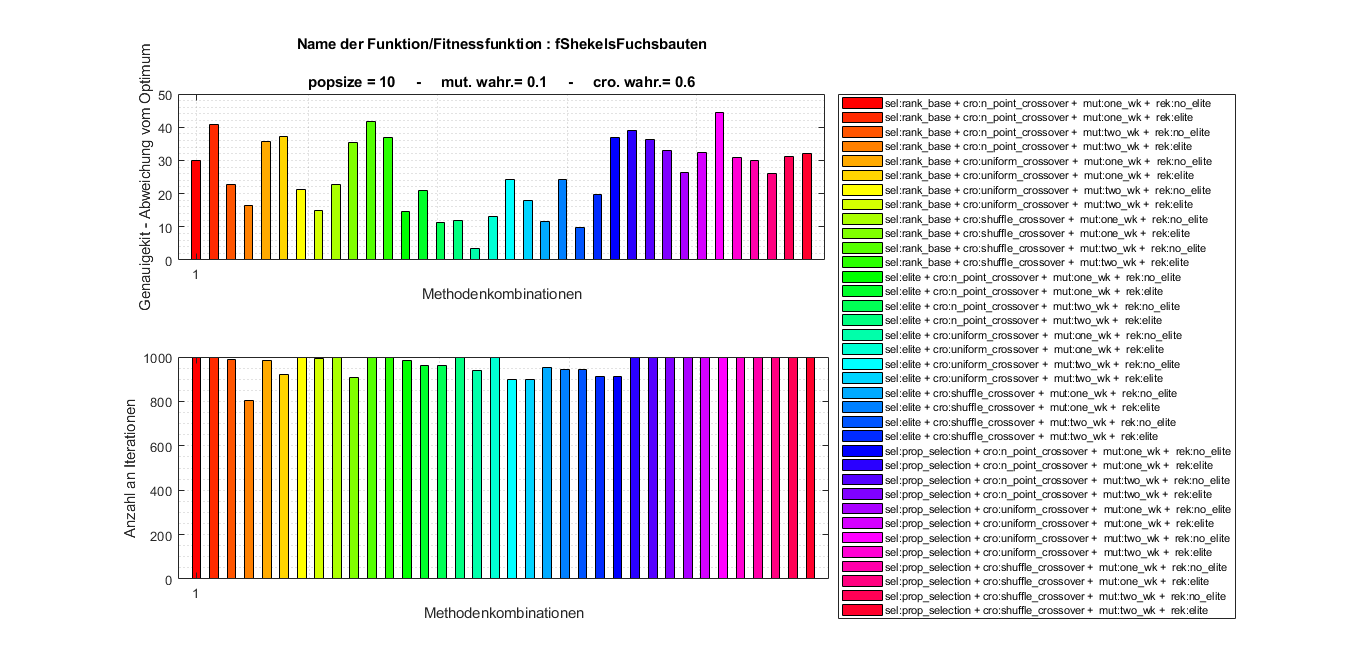 Name der Funktion/Fitnessfunktion : fShekelsFuchsbauten
popsize = 10 - mut. wahr.= 0.1 - cro. wahr.= 0.6
Genauigekit - Abweichung vom Optimum
50
40
30
20
10
0
1
Methodenkombinationen
Anzahl an Iterationen
1000
800
600
400
200
0
1
Methodenkombinationen
sel:rank_base + cro:n_point_crossover + mut:one_wk + rek:no_elite
sel:rank_base + cro:n_point_crossover + mut:one_wk + rek:elite
sel:rank_base + cro:n_point_crossover + mut:two_wk + rek:no_elite
sel:rank_base + cro:n_point_crossover + mut:two_wk + rek:elite
sel:rank_base + cro:uniform_crossover + mut:one_wk + rek:no_elite
sel:rank_base + cro:uniform_crossover + mut:one_wk + rek:elite
sel:rank_base + cro:uniform_crossover + mut:two_wk + rek:no_elite
sel:rank_base + cro:uniform_crossover + mut:two_wk + rek:elite
sel:rank_base + cro:shuffle_crossover + mut:one_wk + rek:no_elite
sel:rank_base + cro:shuffle_crossover + mut:one_wk + rek:elite
sel:rank_base + cro:shuffle_crossover + mut:two_wk + rek:no_elite
sel:rank_base + cro:shuffle_crossover + mut:two_wk + rek:elite
sel:elite + cro:n_point_crossover + mut:one_wk + rek:no_elite
sel:elite + cro:n_point_crossover + mut:one_wk + rek:elite
sel:elite + cro:n_point_crossover + mut:two_wk + rek:no_elite
sel:elite + cro:n_point_crossover + mut:two_wk + rek:elite
sel:elite + cro:uniform_crossover + mut:one_wk + rek:no_elite
sel:elite + cro:uniform_crossover + mut:one_wk + rek:elite
sel:elite + cro:uniform_crossover + mut:two_wk + rek:no_elite
sel:elite + cro:uniform_crossover + mut:two_wk + rek:elite
sel:elite + cro:shuffle_crossover + mut:one_wk + rek:no_elite
sel:elite + cro:shuffle_crossover + mut:one_wk + rek:elite
sel:elite + cro:shuffle_crossover + mut:two_wk + rek:no_elite
sel:elite + cro:shuffle_crossover + mut:two_wk + rek:elite
sel:prop_selection + cro:n_point_crossover + mut:one_wk + rek:no_elite
sel:prop_selection + cro:n_point_crossover + mut:one_wk + rek:elite
sel:prop_selection + cro:n_point_crossover + mut:two_wk + rek:no_elite
sel:prop_selection + cro:n_point_crossover + mut:two_wk + rek:elite
sel:prop_selection + cro:uniform_crossover + mut:one_wk + rek:no_elite
sel:prop_selection + cro:uniform_crossover + mut:one_wk + rek:elite
sel:prop_selection + cro:uniform_crossover + mut:two_wk + rek:no_elite
sel:prop_selection + cro:uniform_crossover + mut:two_wk + rek:elite
sel:prop_selection + cro:shuffle_crossover + mut:one_wk + rek:no_elite
sel:prop_selection + cro:shuffle_crossover + mut:one_wk + rek:elite
sel:prop_selection + cro:shuffle_crossover + mut:two_wk + rek:no_elite
sel:prop_selection + cro:shuffle_crossover + mut:two_wk + rek:elite